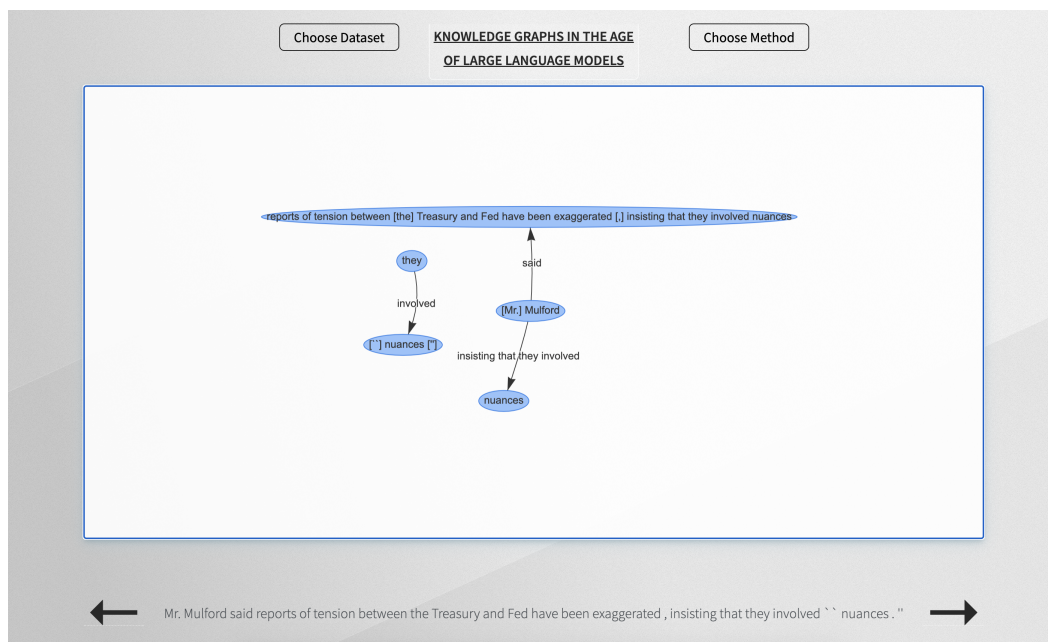 Choose Dataset
KNOWLEDGE GRAPHS IN THE AGE
OF LARGE LANGUAGE MODELS
Choose Method
reports of tension between [the] Treasury and Fed have been exaggerated [,] insisting that they involved nuances
they
said
involved
[Mr.] Mulford
[``] nuances ['']
insisting that they involved
nuances
Mr. Mulford said reports of tension between the Treasury and Fed have been exaggerated , insisting that they involved `` nuances . ''